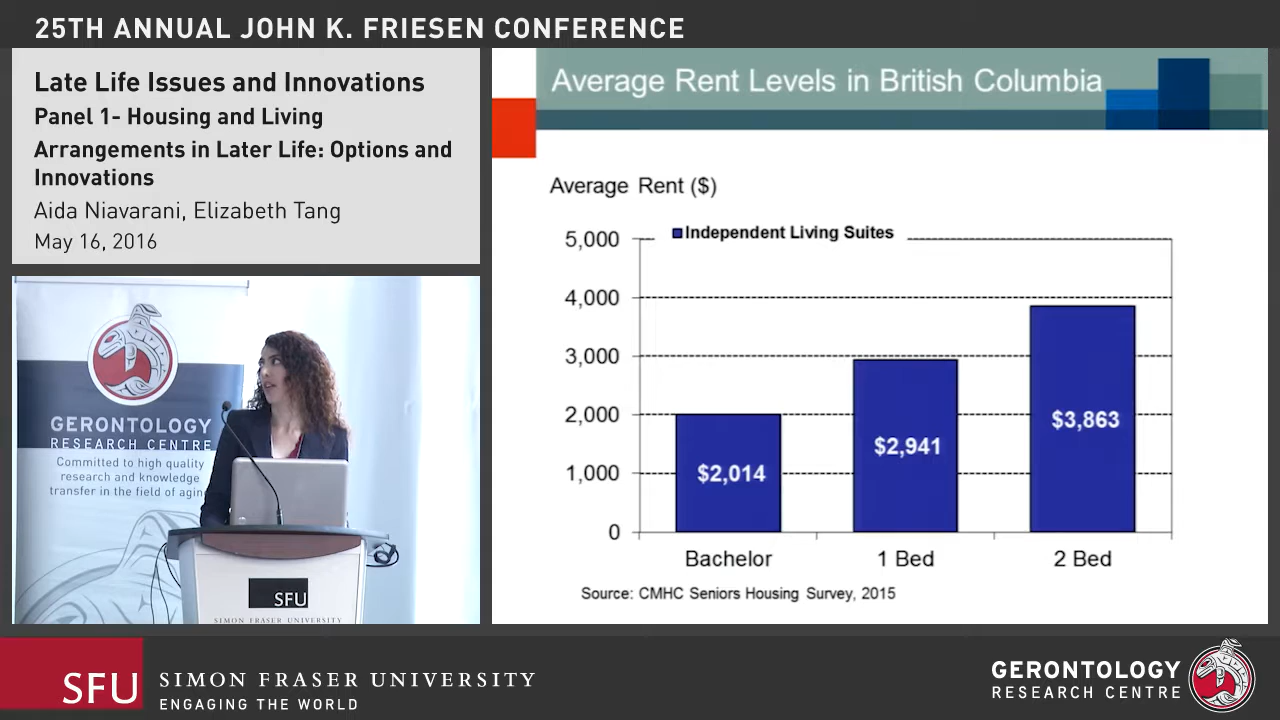 25TH ANNUAL JOHN K. FRIESEN CONFERENCE
Late Life Issues and Innovations
Panel 1- Housing and Living
Arrangements in Later Life: Options and
Innovations
Aida Niavarani, Elizabeth Tang
May 16, 2016
GERONTOLOGY
RESEARCH CENTRE
Committed to high quality
research and knowledge
transfer in the field of aging
SFU
SIMON FRASER UNIVERSITY
Average Rent Levels in British Columbia
Average Rent ($)
Independent Living Suites
5,000
4,000
3,000
2,000
1,000
0
$2,014
$2,941
$3,863
Bachelor
1 Bed
2 Bed
Source: CMHC Seniors Housing Survey, 2015
SFU
SIMON FRASER UNIVERSITY
ENGAGING THE WORLD
GERONTOLOGY
RESEARCH CENTRE